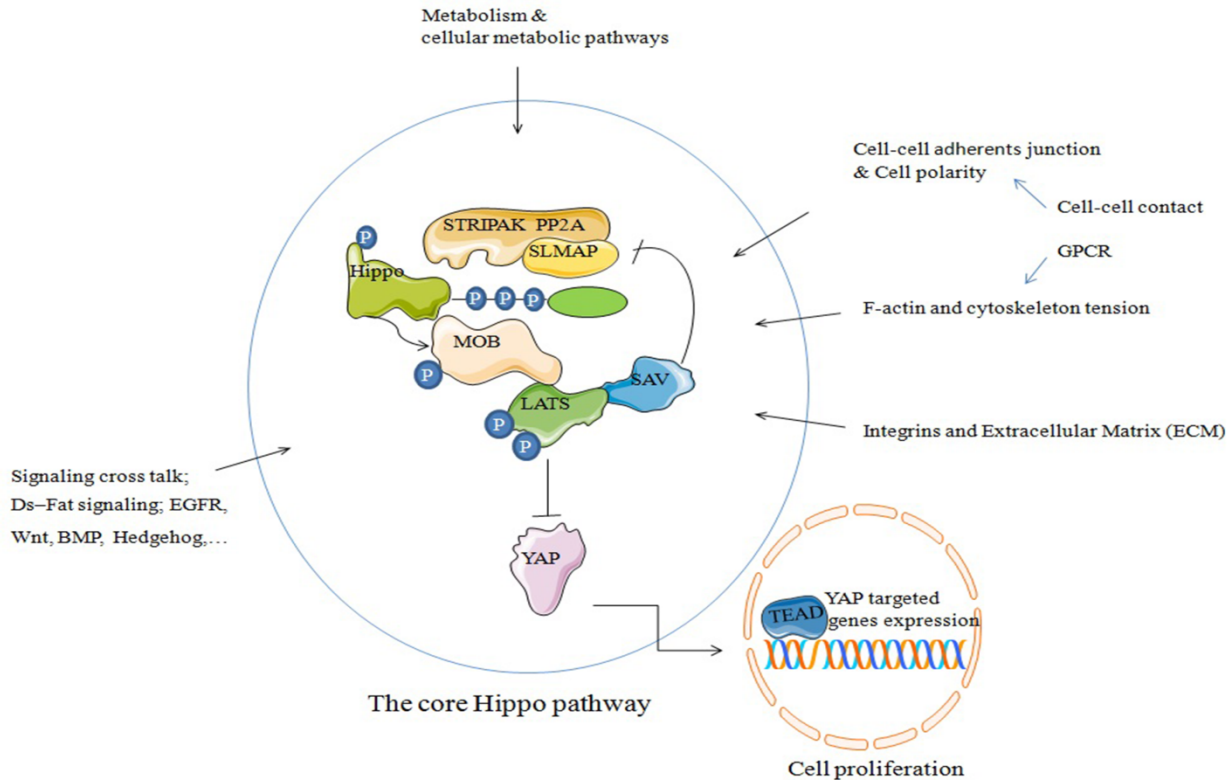 Metabolism &
cellular metabolic pathways
Cell-cell adherents junction
& Cell polarity
Cell-cell contact
GPCR
F-actin and cytoskeleton tension
Integrins and Extracellular Matrix (ECM)
Signaling cross talk;
Ds–Fat signaling; EGFR,
Wnt, BMP, Hedgehog,…
STRIPAK PP2A
SLMAP
P
Hippo
P P P
MOB
P
SAV
LATS
P
P
YAP
TEAD
YAP targeted
genes expression
The core Hippo pathway
Cell proliferation